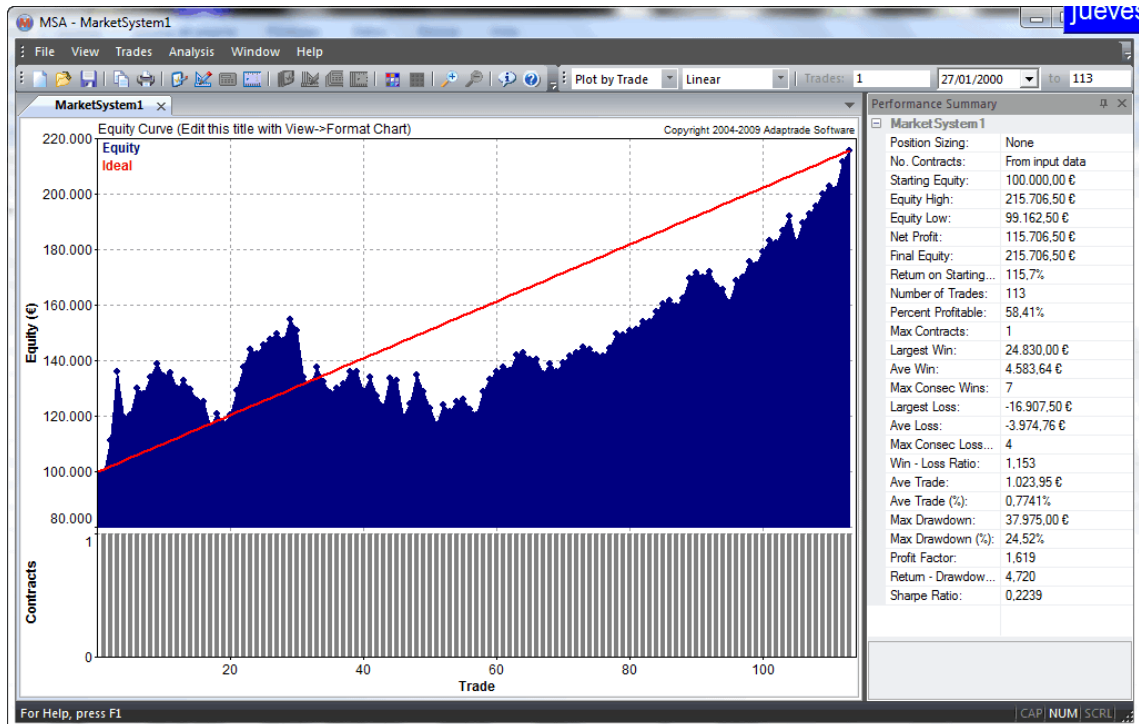 MSA - MarketSystem1
jueves
File View Trades Analysis Window Help
Plot by Trade Linear Trades: 1 27/01/2000 to 113
MarketSystem1 x
Equity Curve (Edit this title with View->Format Chart)
Copyright 2004-2009 Adaptrade Software
Equity
Ideal
220.000
200.000
180.000
160.000
140.000
120.000
100.000
80.000
Equity (€)
1
0
Contracts
20 40 60 80 100
Trade
Performance Summary
MarketSystem1
Position Sizing: None
No. Contracts: From input data
Starting Equity: 100.000,00 €
Equity High: 215.706,50 €
Equity Low: 99.162,50 €
Net Profit: 115.706,50 €
Final Equity: 215.706,50 €
Return on Starting... 115,7%
Number of Trades: 113
Percent Profitable: 58,41%
Max Contracts: 1
Largest Win: 24.830,00 €
Ave Win: 4.583,64 €
Max Consec Wins: 7
Largest Loss: -16.907,50 €
Ave Loss: -3.974,76 €
Max Consec Loss... 4
Win - Loss Ratio: 1,153
Ave Trade: 1.023,95 €
Ave Trade (%): 0,7741%
Max Drawdown: 37.975,00 €
Max Drawdown (%): 24,52%
Profit Factor: 1,619
Return - Drawdow... 4,720
Sharpe Ratio: 0,2239
For Help, press F1
CAP NUM SCRL